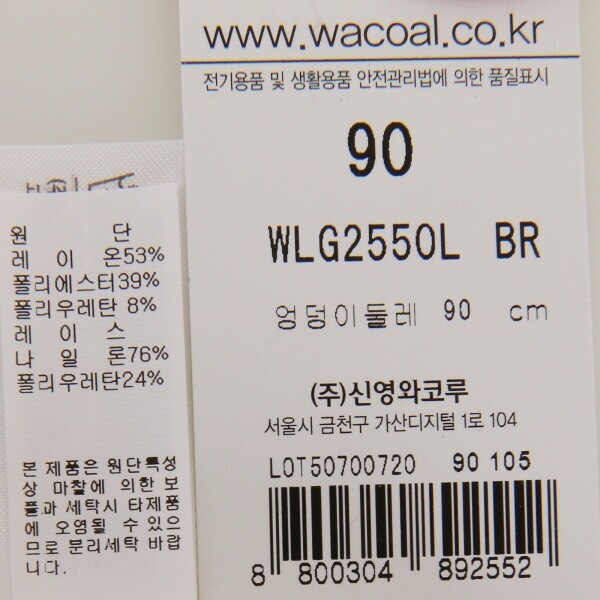 www.wacoal.co.kr
전기용품 및 생활용품 안전관리법에 의한 품질표시
90
WLG2550L BR
엉덩이둘레 90 cm
(주)신영와코루
서울시 금천구 가산디지털 1로 104
LOT50700720 90 105
8 800304 892552
원 단
레 이 온53%
폴리에스터39%
폴리우레탄 8%
레 이 스
나 일 론76%
폴리우레탄24%
본 제품은 원단특성
상 마찰에 의한 보
풀과 세탁시 타제품
에 오염될 수 있으
므로 분리세탁 바랍
니다.